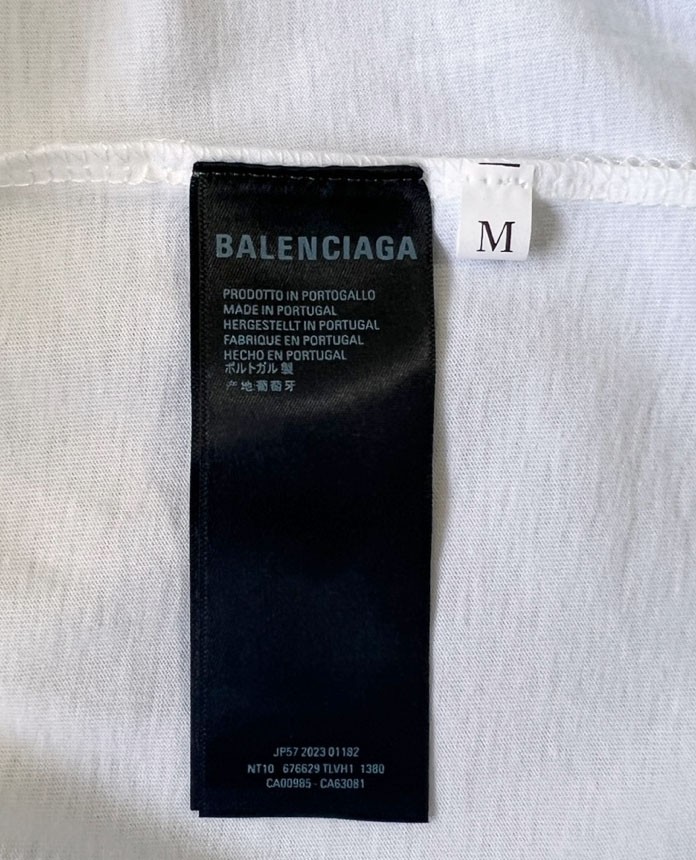 BALENCIAGA
PRODOTTO IN PORTOGALLO
MADE IN PORTUGAL
HERGESTELLT IN PORTUGAL
FABRIQUE EN PORTUGAL
HECHO EN PORTUGAL
ポルトガル 製
产地:葡萄牙
JP57 2023 01182
NT10 676629 TLVH1 1380
CA00985 - CA63081
M